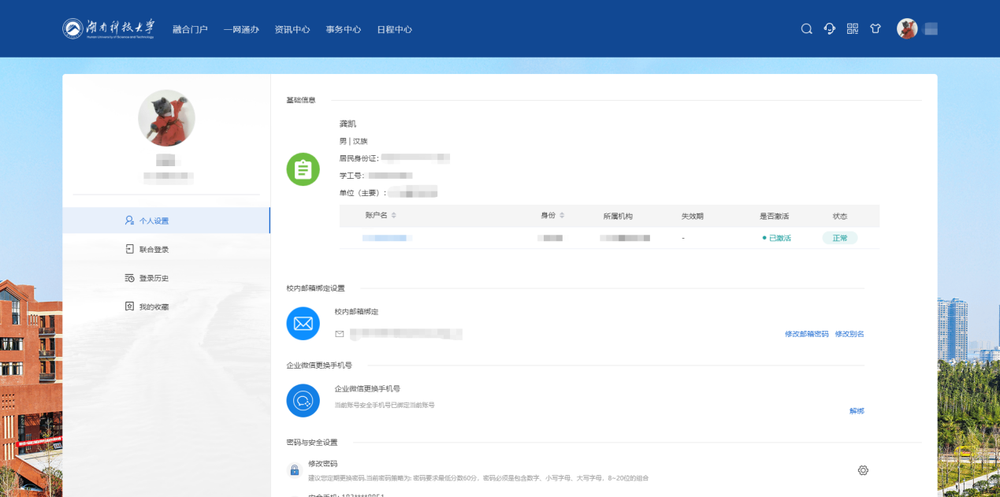 湖南科技大学 融合门户 一网通办 资讯中心 事务中心 日程中心
Hunan University of Science and Technology
个人设置
联合登录
登录历史
我的收藏
基础信息
龚凯
男 | 汉族
居民身份证:
学工号:
单位（主要）:
账户名 身份 所属机构 失效期 是否激活 状态
- 已激活 正常
校内邮箱绑定设置
校内邮箱绑定
修改邮箱密码 修改别名
企业微信更换手机号
企业微信更换手机号
当前账号安全手机号已绑定当前账号
解绑
密码与安全设置
修改密码
建议您定期更换密码,当前密码策略为: 密码要求最低分数60分，密码必须是包含数字、小写字母、大写字母，8~20位的组合
安全手机: 182****8851